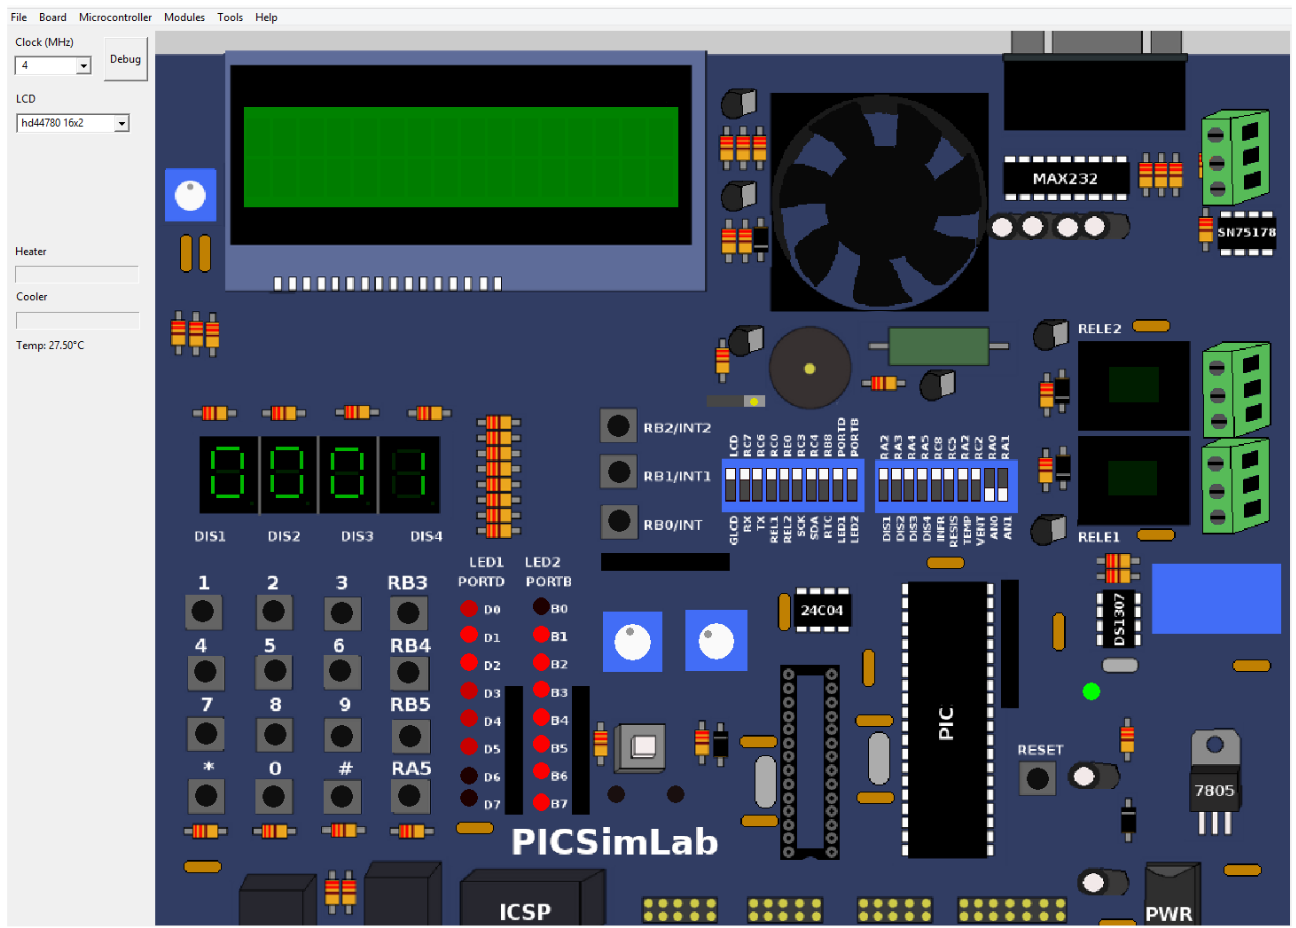 File Board Microcontroller Modules Tools Help
Clock (MHz)
4
Debug
LCD
hd44780 16x2
Heater
Cooler
Temp: 27.50°C
MAX232
SN75178
RELE2
RELE1
RB2/INT2
RB1/INT1
RB0/INT
LCD RC7 RC6 RC0 RE0 RC3 RC4 RB8 PORTD PORTB
GLCD RX TX REL1 REL2 SCK SDA RTC LED1 LED2
RA2 RA3 RA4 RA5 RC8 RC5 RA2 RC2 RA0 RA1
DIS1 DIS2 DIS3 DIS4 INFR RESIS TEMP VENT AN0 AN1
0001
DIS1 DIS2 DIS3 DIS4
LED1 LED2
PORTD PORTB
1 2 3 RB3
4 5 6 RB4
7 8 9 RB5
* 0 # RA5
D0 B0
D1 B1
D2 B2
D3 B3
D4 B4
D5 B5
D6 B6
D7 B7
24C04
DS1307
PIC
RESET
7805
PICSimLab
ICSP
PWR